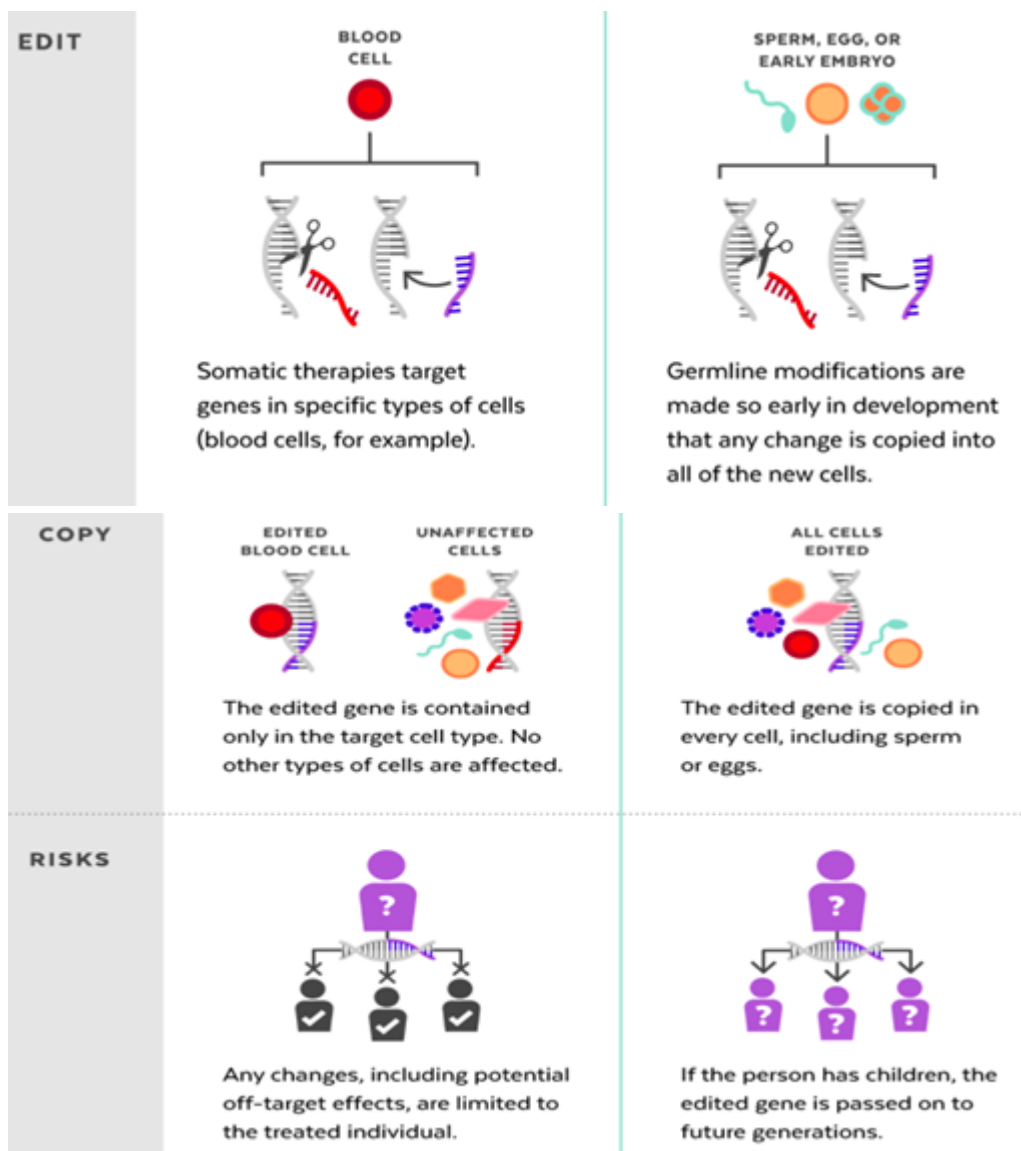 EDIT
BLOOD
CELL
SPERM, EGG, OR
EARLY EMBRYO
Somatic therapies target
genes in specific types of cells
(blood cells, for example).
Germline modifications are
made so early in development
that any change is copied into
all of the new cells.
COPY
EDITED
BLOOD CELL
UNAFFECTED
CELLS
ALL CELLS
EDITED
The edited gene is contained
only in the target cell type. No
other types of cells are affected.
The edited gene is copied in
every cell, including sperm
or eggs.
RISKS
?
?
? ? ?
Any changes, including potential
off-target effects, are limited to
the treated individual.
If the person has children, the
edited gene is passed on to
future generations.